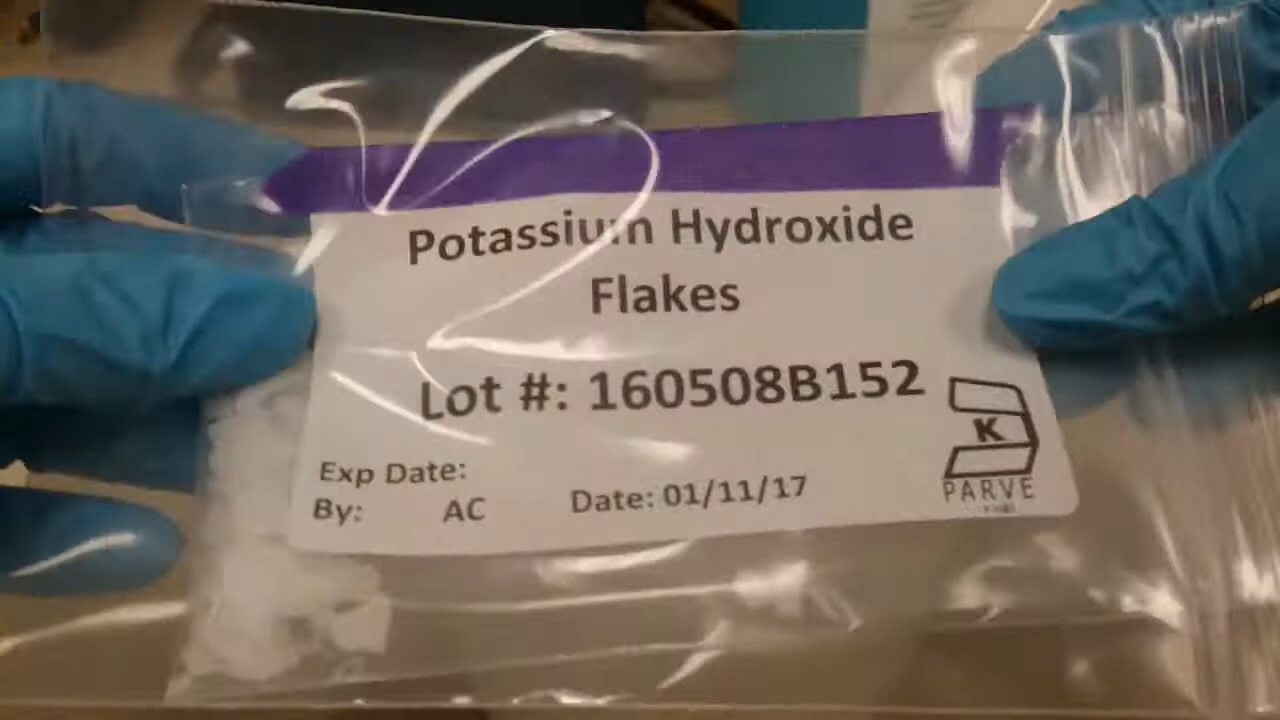 Potassium Hydroxide
Flakes
Lot #: 160508B152
Exp Date:
By: AC Date: 01/11/17
K
PARVE